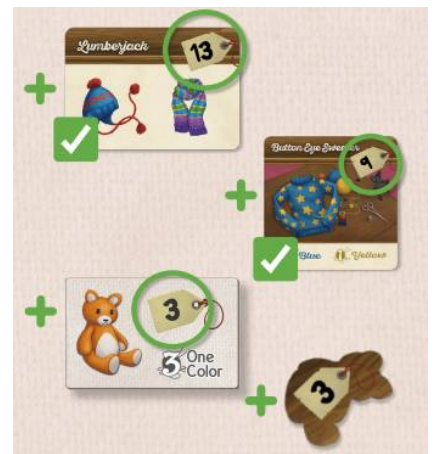 Lumberjack
13
Button Eye Sweater
9
Blue
Yellow
3
3 One
Color
3